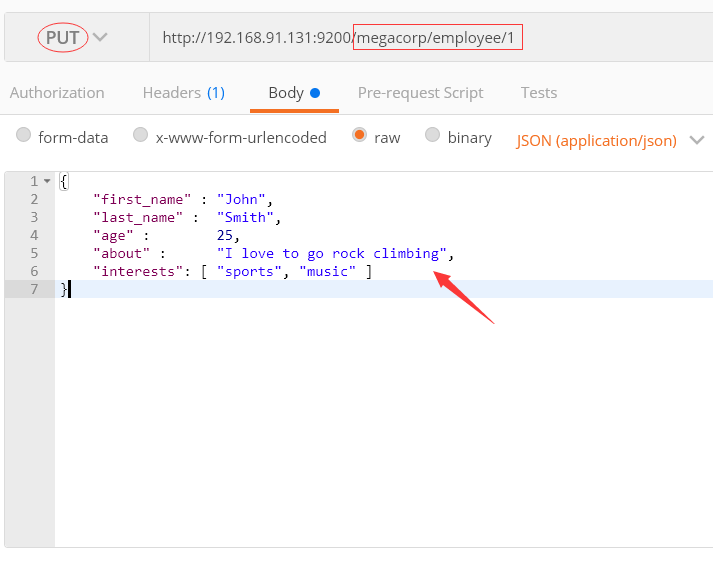 PUT http://192.168.91.131:9200/megacorp/employee/1
Authorization Headers (1) Body Pre-request Script Tests
form-data x-www-form-urlencoded raw binary JSON (application/json)
1 {
2 "first_name" : "John",
3 "last_name" : "Smith",
4 "age" : 25,
5 "about" : "I love to go rock climbing",
6 "interests": [ "sports", "music" ]
7 }